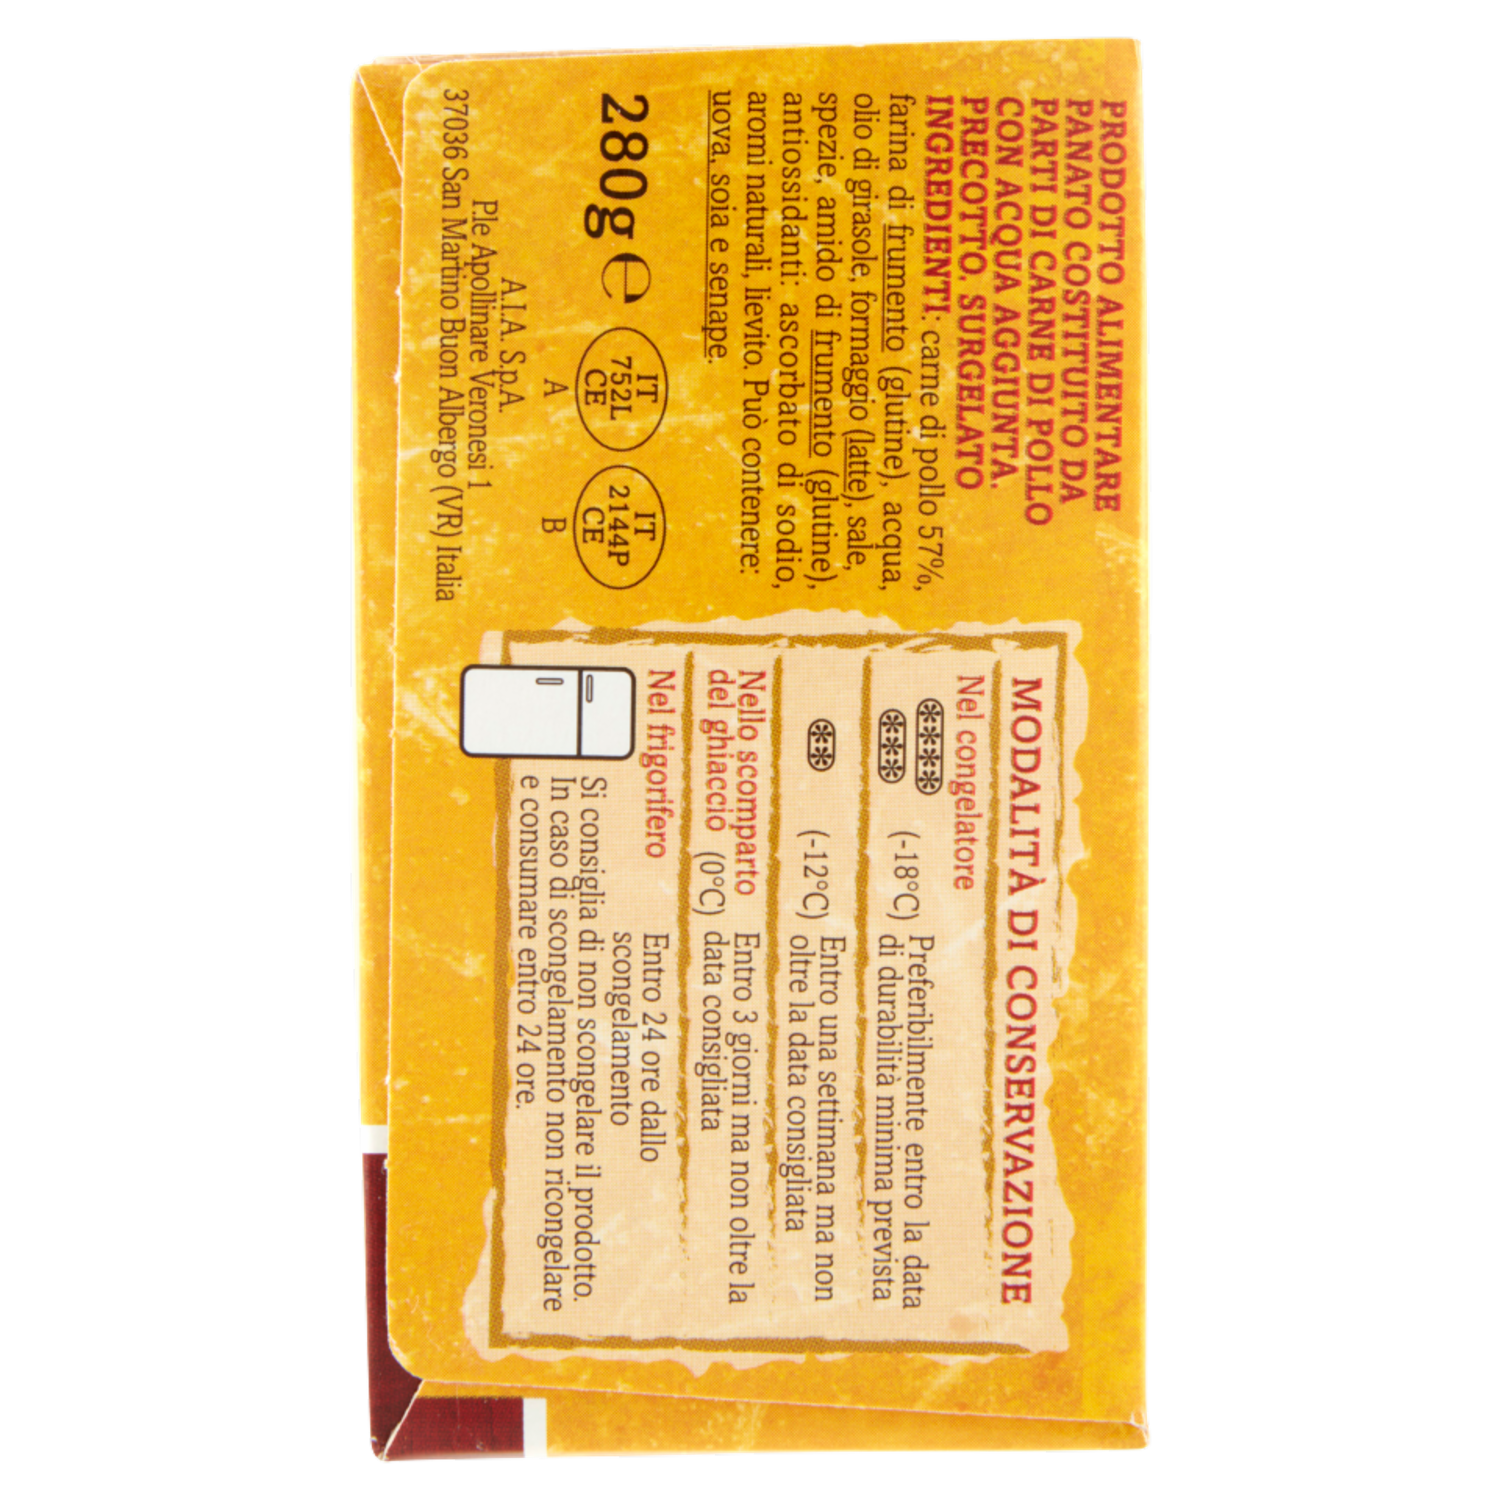 PRODOTTO ALIMENTARE
PANATO COSTITUITO DA
PARTI DI CARNE DI POLLO
CON ACQUA AGGIUNTA.
PRECOTTO. SURGELATO
INGREDIENTI: carne di pollo 57%,
farina di frumento (glutine), acqua,
olio di girasole, formaggio (latte), sale,
spezie, amido di frumento (glutine),
antiossidanti: ascorbato di sodio,
aromi naturali, lievito. Può contenere:
uova, soia e senape.
280g e
IT
752L
CE
A
IT
2144P
CE
B
A.I.A. S.p.A.
P.le Apollinare Veronesi 1
37036 San Martino Buon Albergo (VR) Italia
MODALITÀ DI CONSERVAZIONE
Nel congelatore
**** 
*** (-18°C) Preferibilmente entro la data
di durabilità minima prevista
** (-12°C) Entro una settimana ma non
oltre la data consigliata
Nello scomparto
del ghiaccio (0°C) Entro 3 giorni ma non oltre la
data consigliata
Nel frigorifero Entro 24 ore dallo
scongelamento
Si consiglia di non scongelare il prodotto.
In caso di scongelamento non ricongelare
e consumare entro 24 ore.